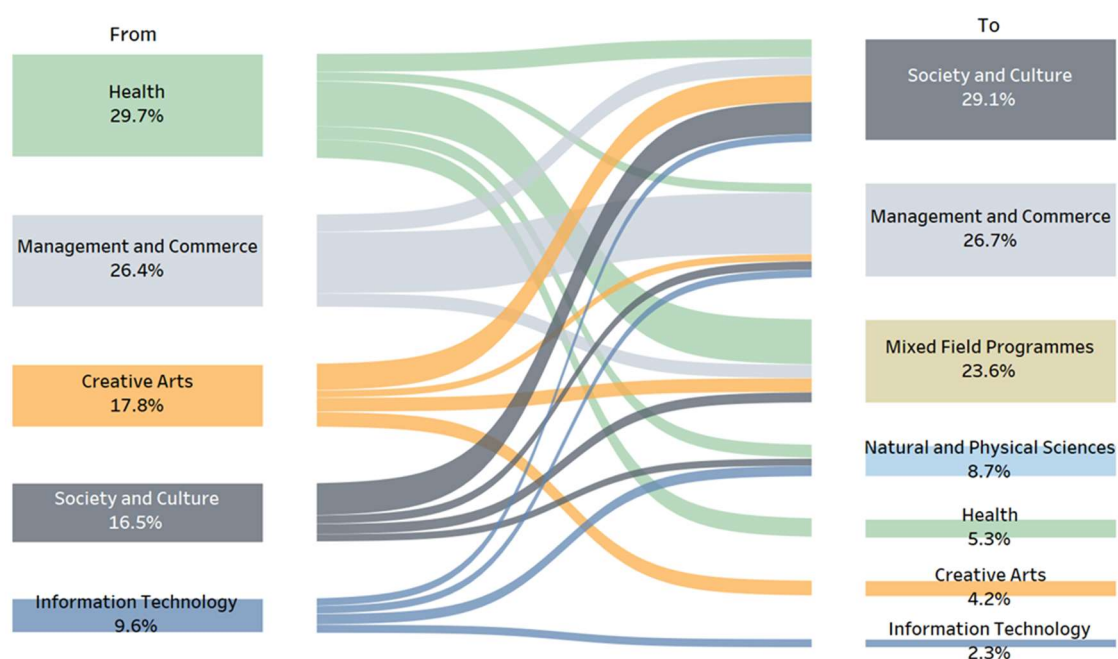 From
Health
29.7%
Management and Commerce
26.4%
Creative Arts
17.8%
Society and Culture
16.5%
Information Technology
9.6%
To
Society and Culture
29.1%
Management and Commerce
26.7%
Mixed Field Programmes
23.6%
Natural and Physical Sciences
8.7%
Health
5.3%
Creative Arts
4.2%
Information Technology
2.3%